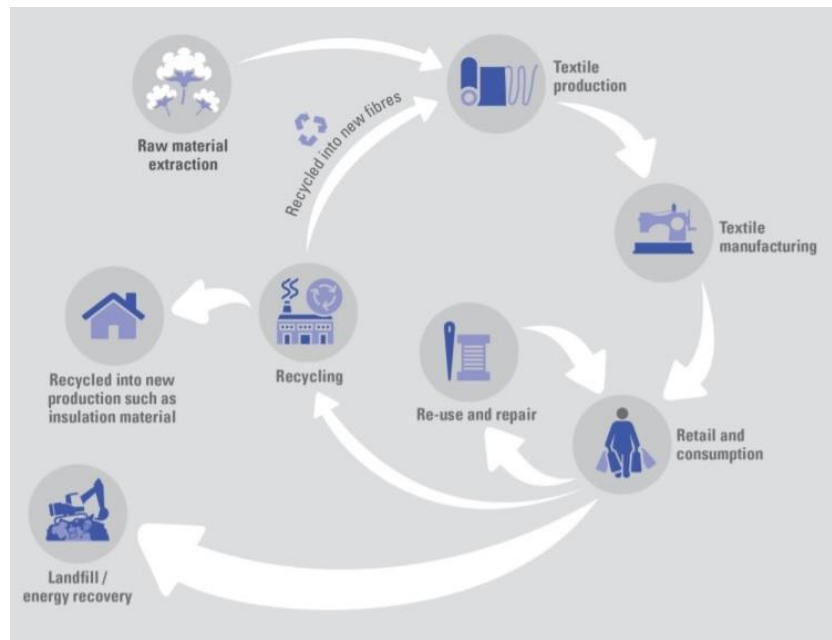 Raw material
extraction
Recycled into new fibres
Textile
production
Textile
manufacturing
Recycled into new
production such as
insulation material
Recycling
Re-use and repair
Retail and
consumption
Landfill /
energy recovery